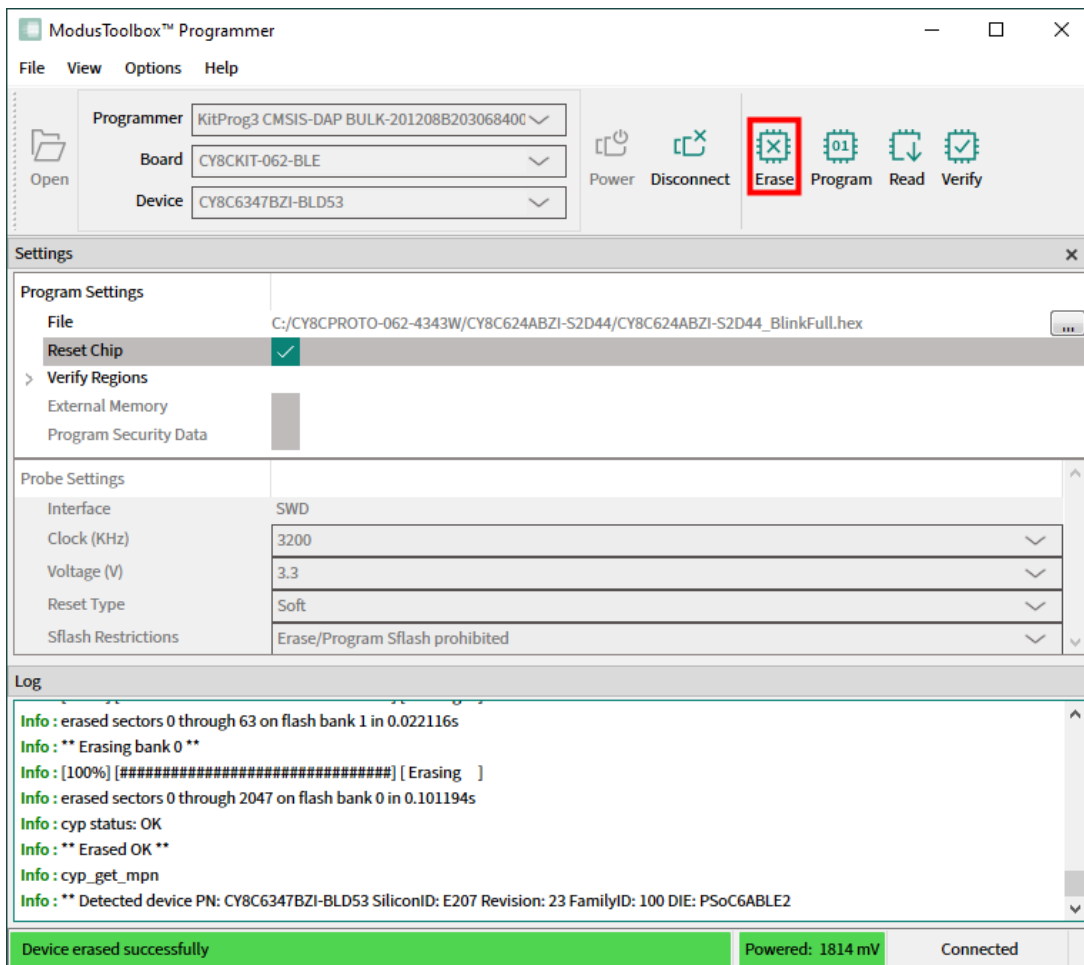 ModusToolbox™ Programmer
File View Options Help
Open
Programmer KitProg3 CMSIS-DAP BULK-201208B203068400
Board CY8CKIT-062-BLE
Device CY8C6347BZI-BLD53
Power Disconnect Erase Program Read Verify
01
Settings
Program Settings
File C:/CY8CPROTO-062-4343W/CY8C624ABZI-S2D44/CY8C624ABZI-S2D44_BlinkFull.hex ...
Reset Chip
Verify Regions
External Memory
Program Security Data
Probe Settings
Interface SWD
Clock (KHz) 3200
Voltage (V) 3.3
Reset Type Soft
Sflash Restrictions Erase/Program Sflash prohibited
Log
Info : erased sectors 0 through 63 on flash bank 1 in 0.022116s
Info : ** Erasing bank 0 **
Info : [100%] [################################] [ Erasing ]
Info : erased sectors 0 through 2047 on flash bank 0 in 0.101194s
Info : cyp status: OK
Info : ** Erased OK **
Info : cyp_get_mpn
Info : ** Detected device PN: CY8C6347BZI-BLD53 SiliconID: E207 Revision: 23 FamilyID: 100 DIE: PSoC6ABLE2
Device erased successfully Powered: 1814 mV Connected